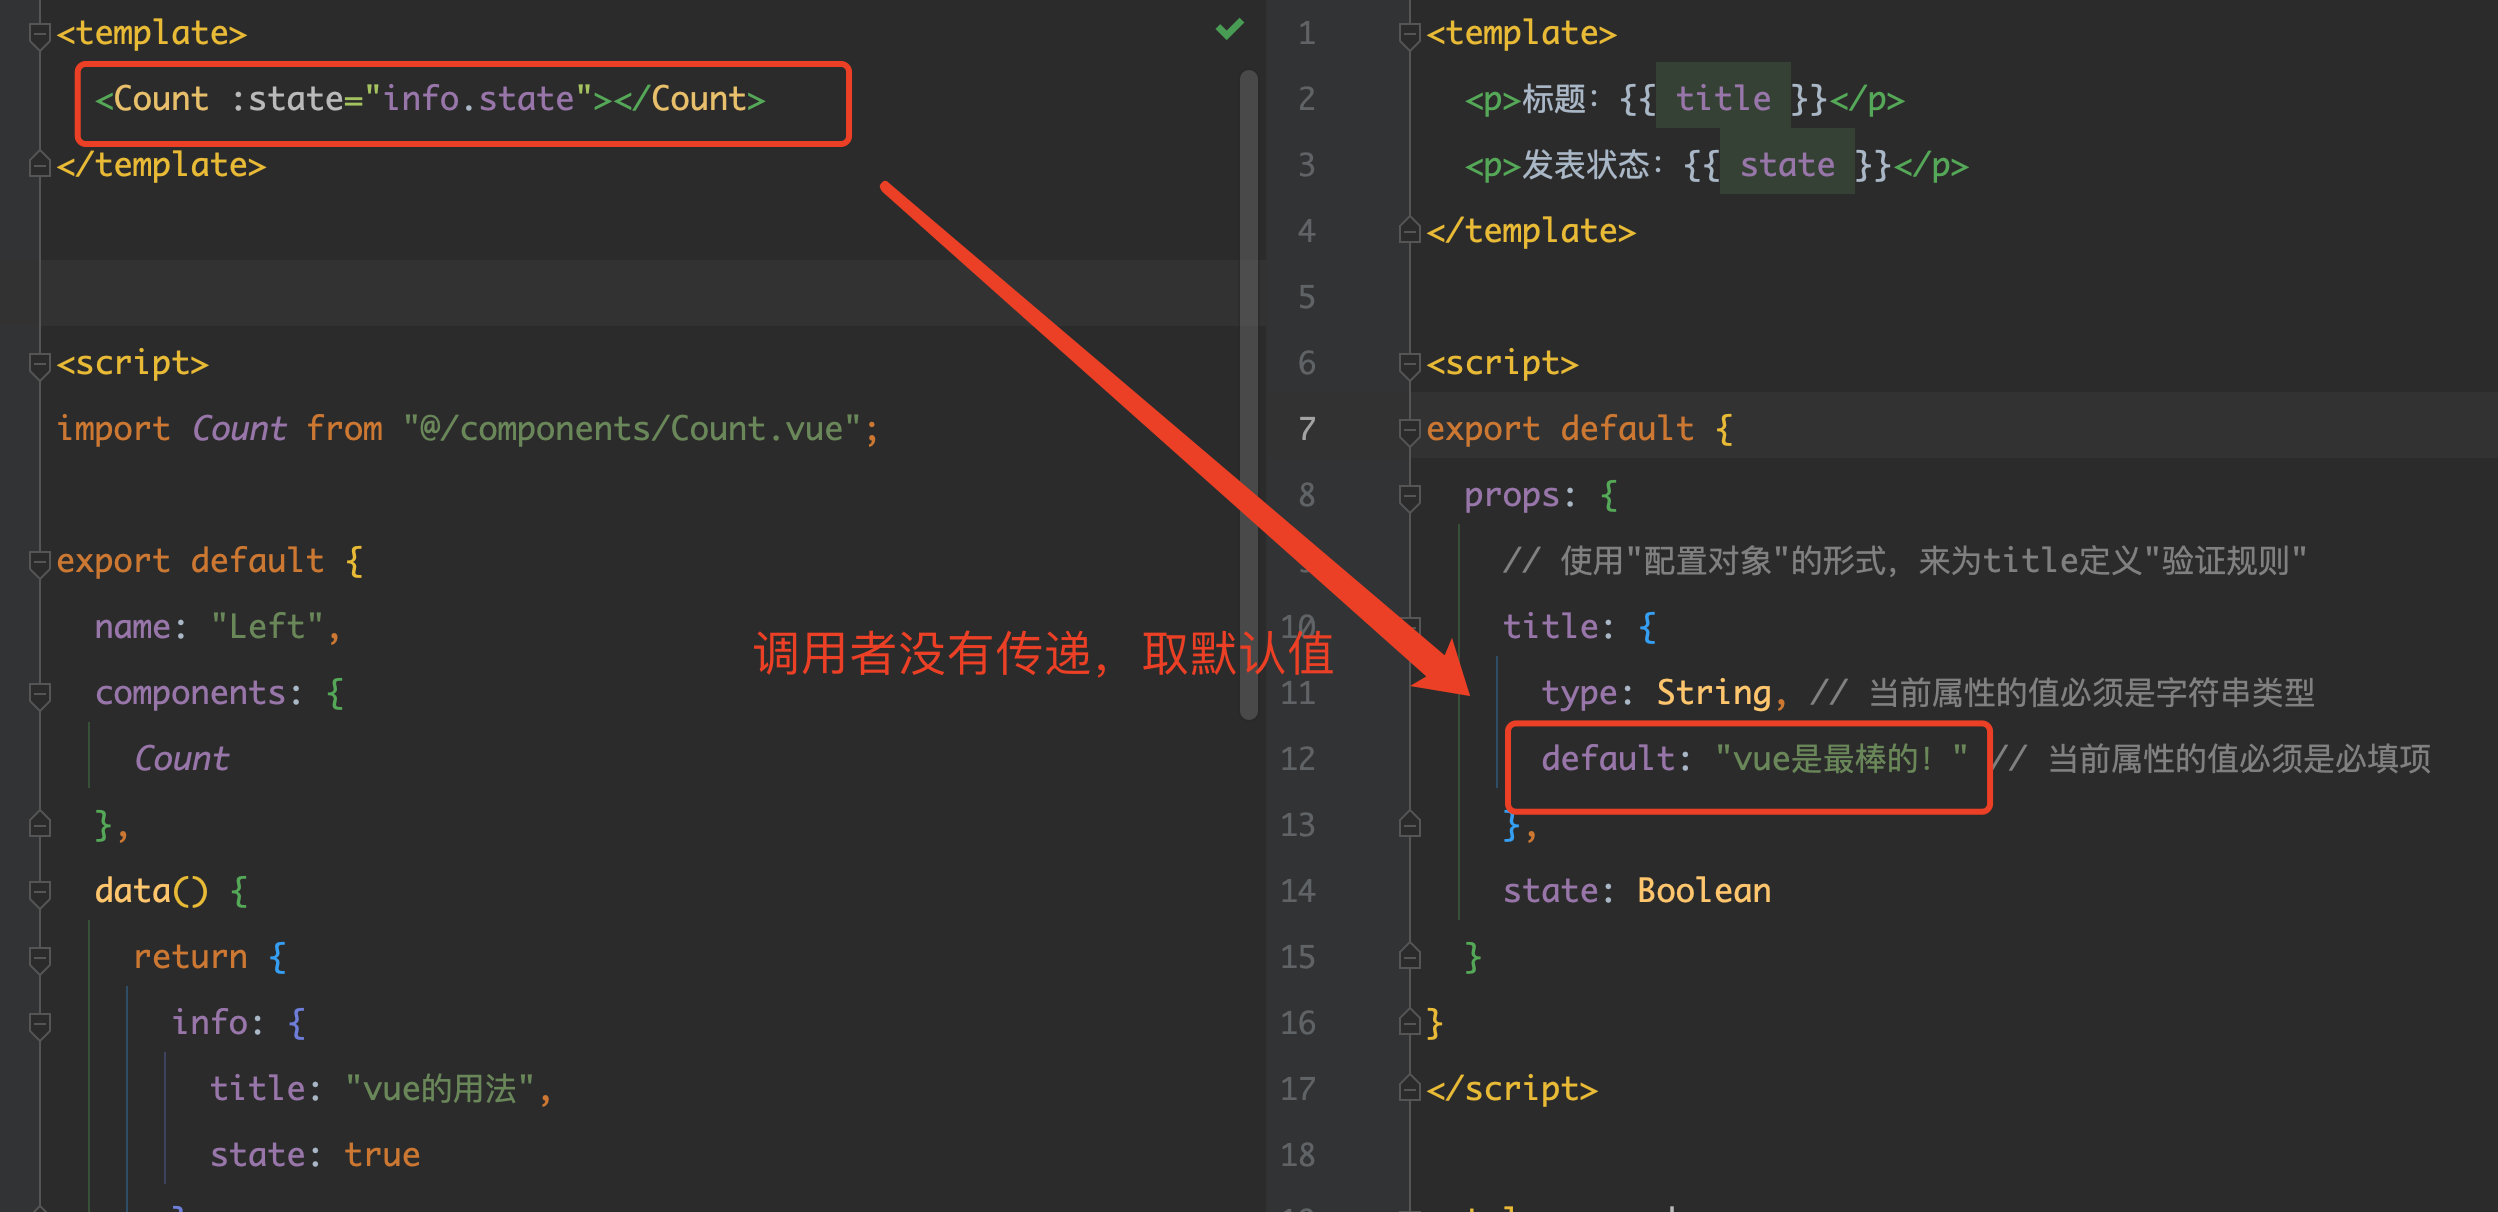 <template>
<Count :state="info.state"></Count>
</template>
<script>
import Count from "@/components/Count.vue";
export default {
name: "Left",
components: {
Count
},
data() {
return {
info: {
title: "vue的用法",
state: true
调用者没有传递，取默认值
1 <template>
2 <p>标题：{{ title }}</p>
3 <p>发表状态：{{ state }}</p>
4 </template>
5
6 <script>
7 export default {
8 props: {
9 // 使用"配置对象"的形式，来为title定义"验证规则"
10 title: {
11 type: String, // 当前属性的值必须是字符串类型
12 default: "vue是最棒的！" // 当前属性的值必须是必填项
13 },
14 state: Boolean
15 }
16 }
17 </script>
18